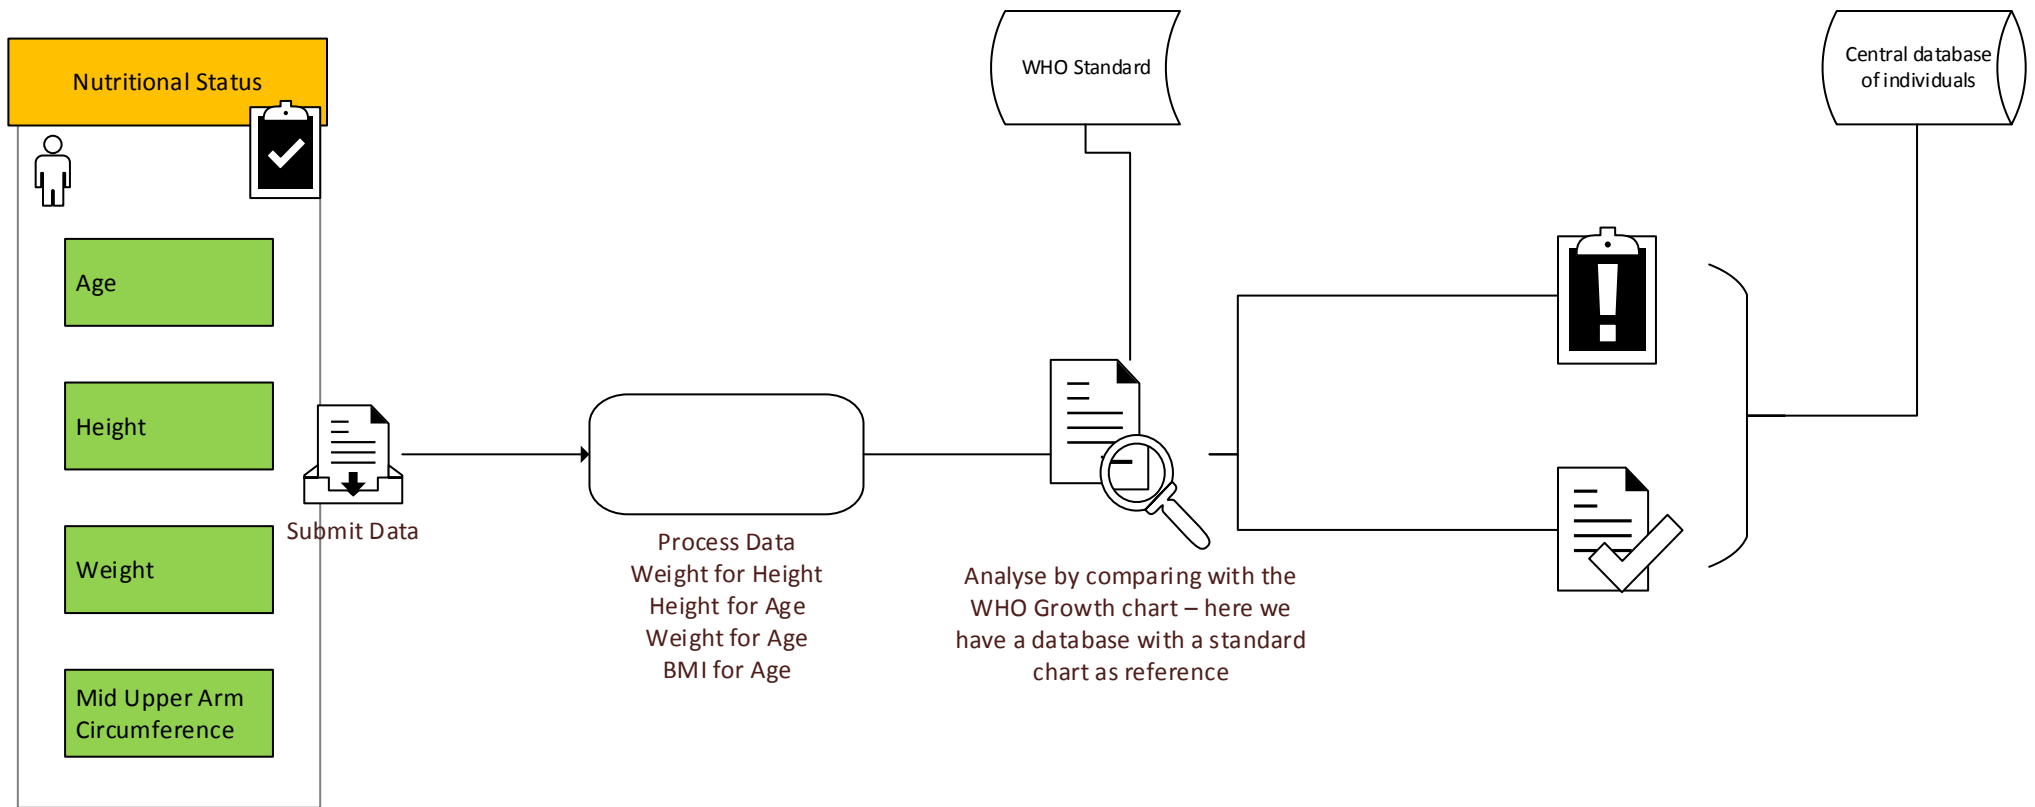 Nutritional Status
Age
Height
Weight
Mid Upper Arm
Circumference
Submit Data
Process Data
Weight for Height
Height for Age
Weight for Age
BMI for Age
WHO Standard
Analyse by comparing with the
WHO Growth chart – here we
have a database with a standard
chart as reference
Central database
of individuals